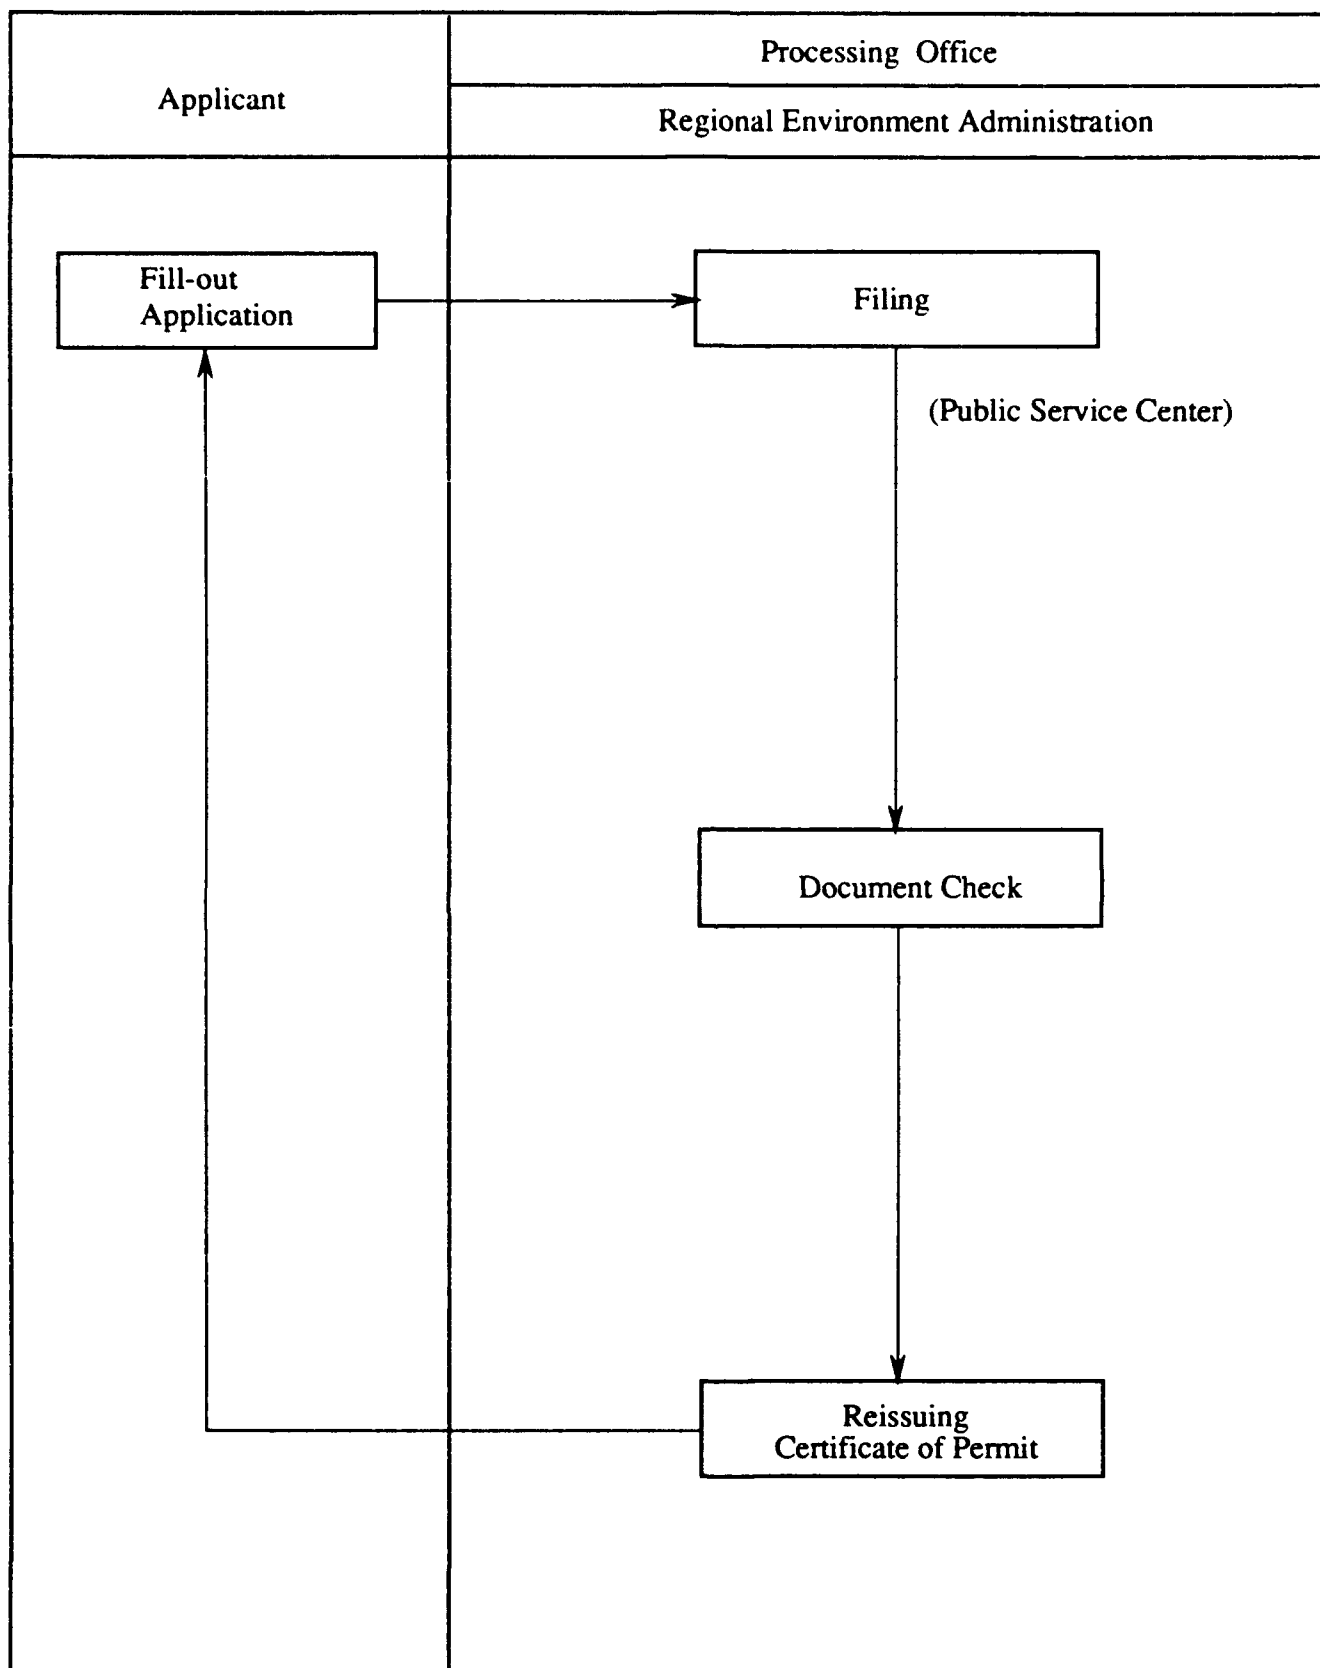 Applicant
Processing Office
Regional Environment Administration
Fill-out
Application
Filing
(Public Service Center)
Document Check
Reissuing
Certificate of Permit